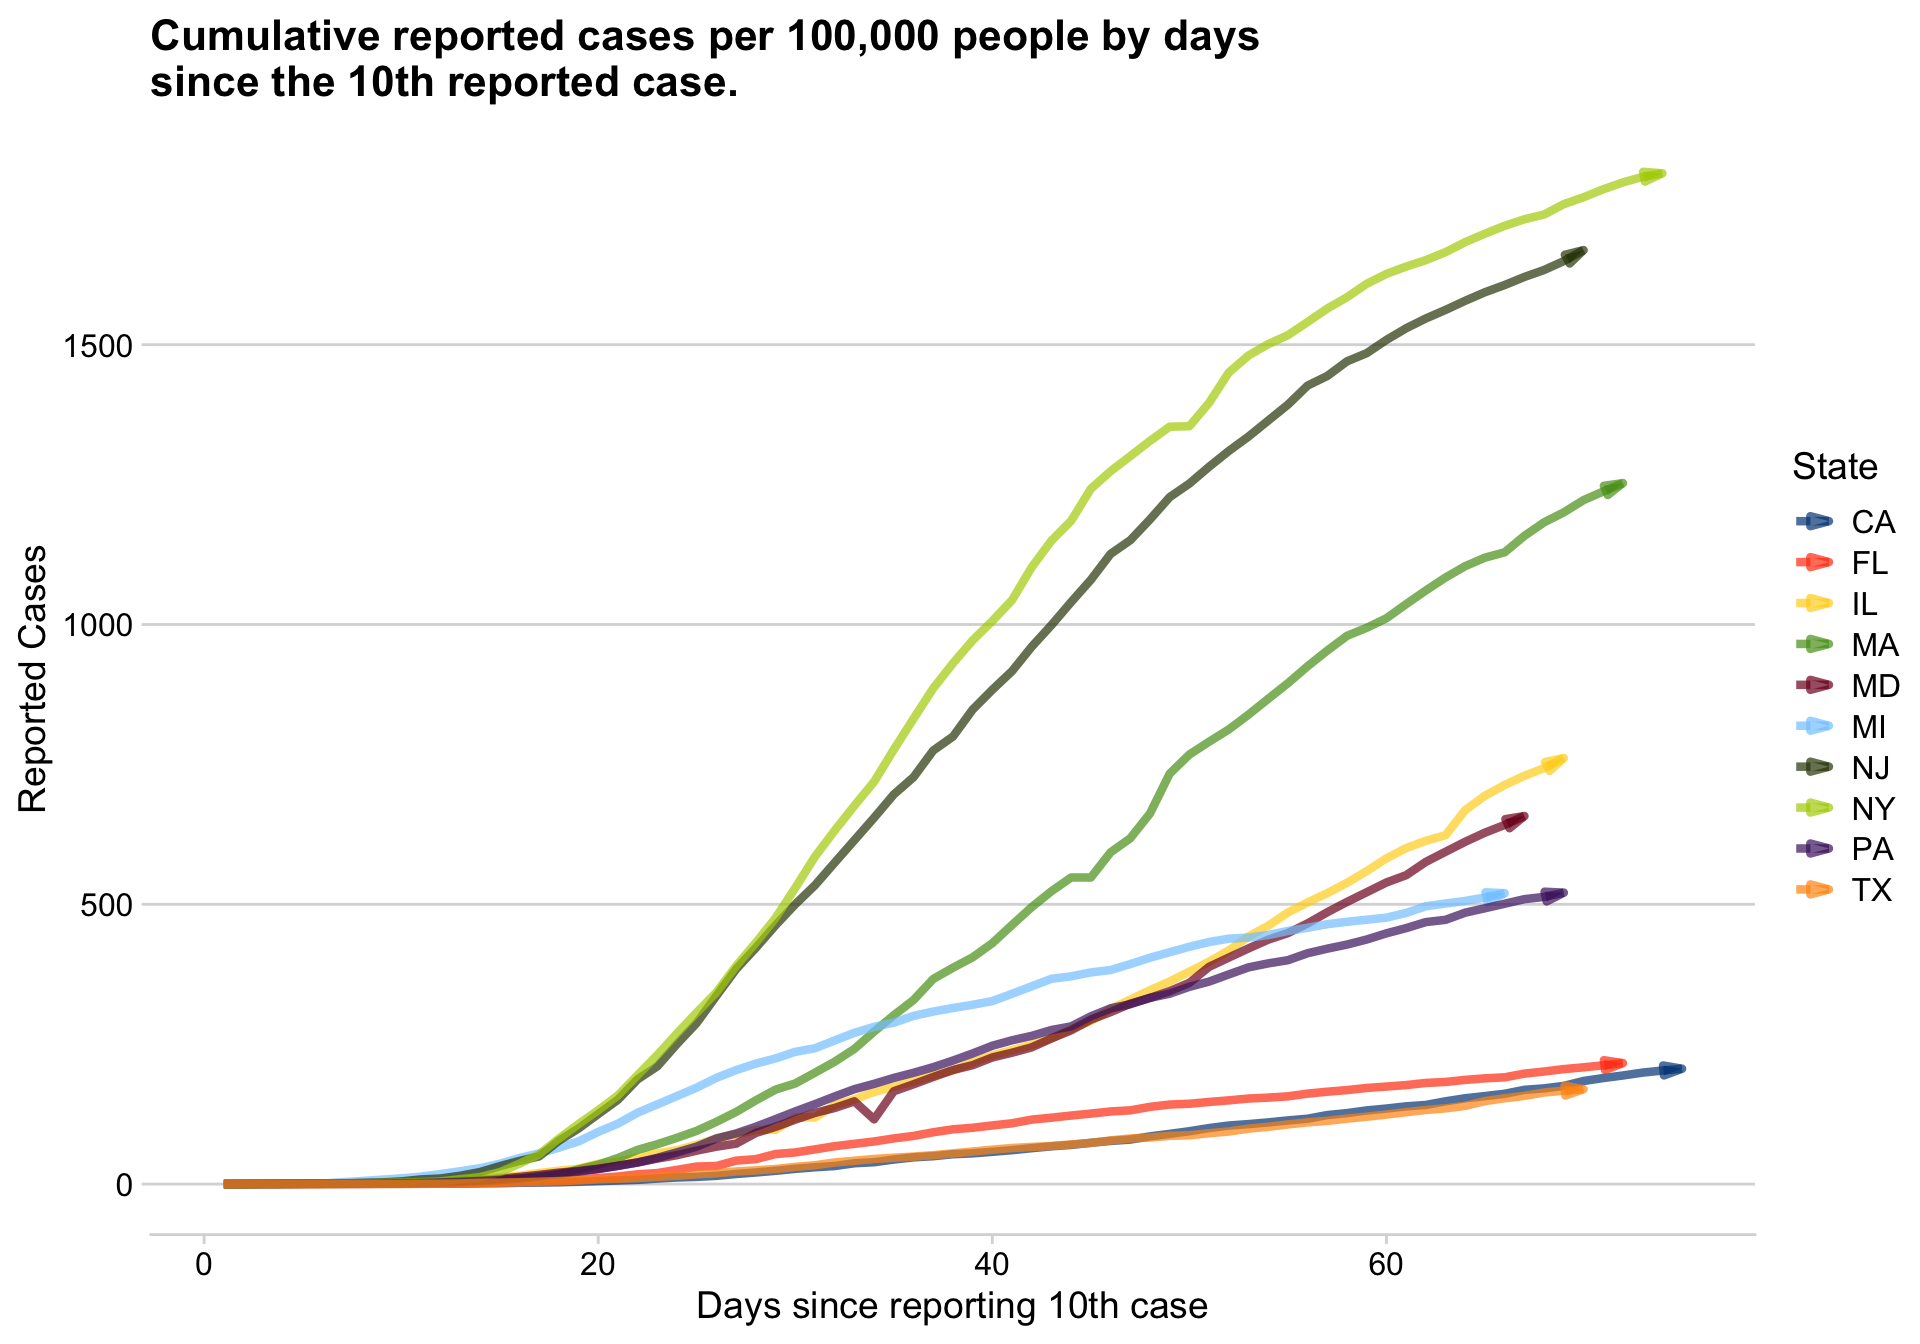 Cumulative reported cases per 100,000 people by days
since the 10th reported case.
Reported Cases
1500
1000
500
0
0
20
40
60
Days since reporting 10th case
State
CA
FL
IL
MA
MD
MI
NJ
NY
PA
TX